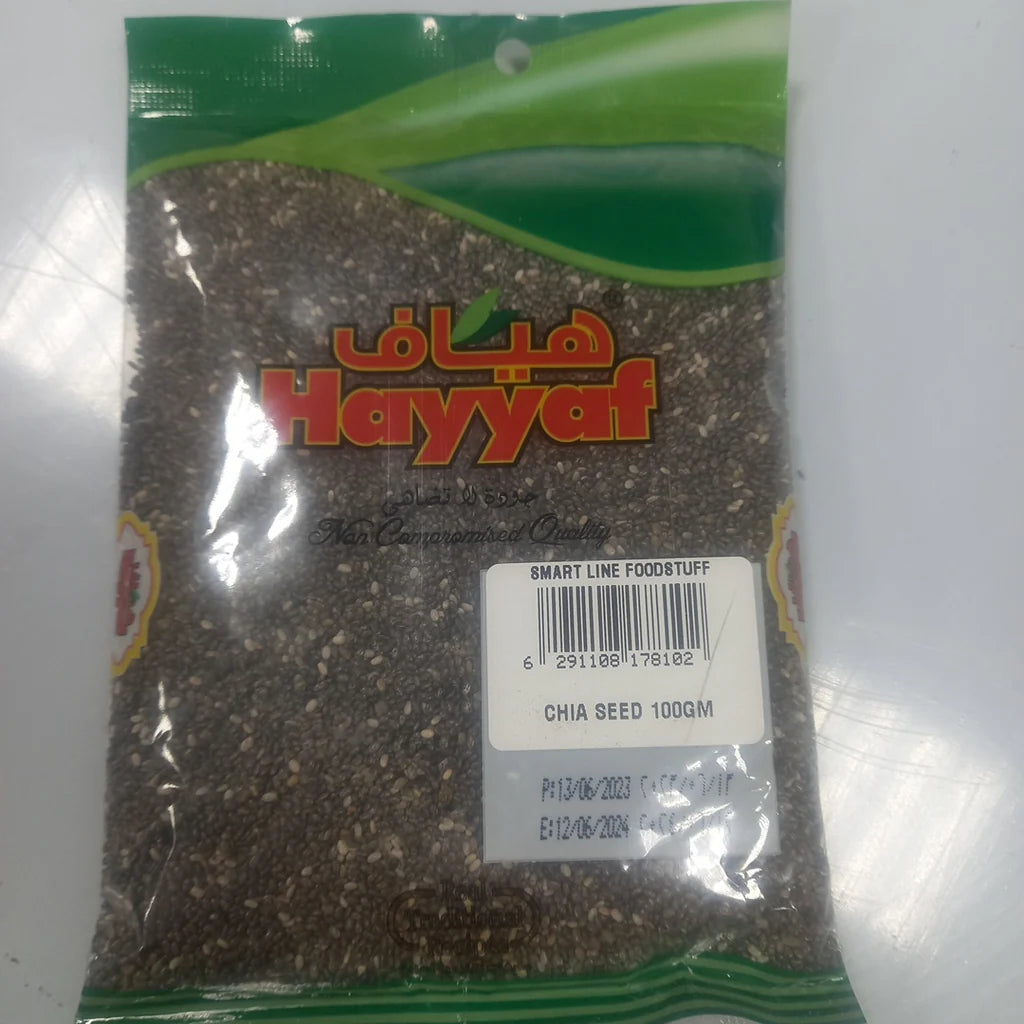 هياف
®
Hayyaf
جودة لا تضاهى
Non Compromised Quality
SMART LINE FOODSTUFF
6 291108 178102
CHIA SEED 100GM
P:13/06/2023
E:12/06/2024
Traditional